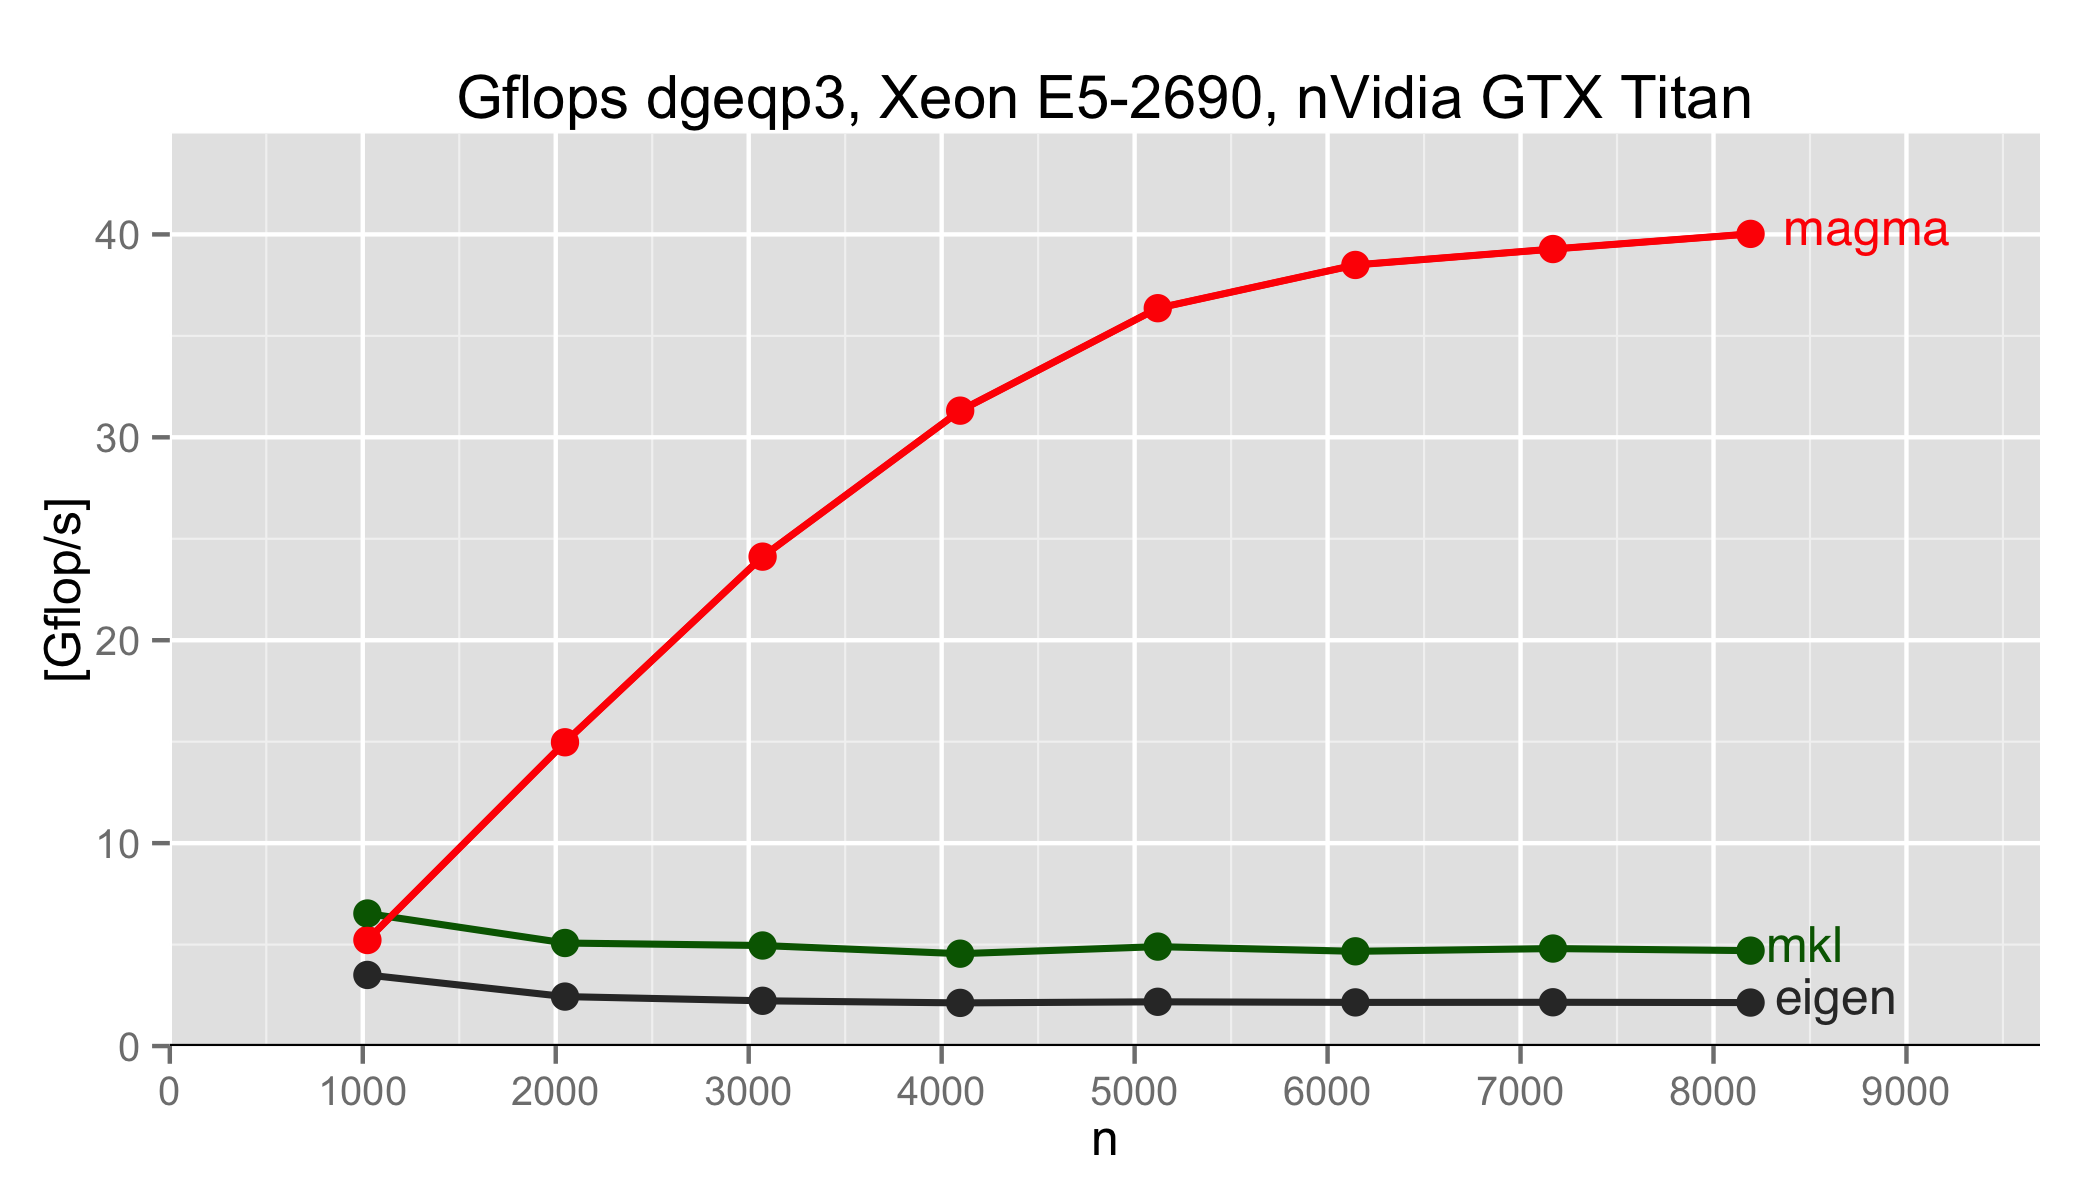 Gflops dgeqp3, Xeon E5-2690, nVidia GTX Titan
[Gflop/s]
40
30
20
10
0
magma
mkl
eigen
0 1000 2000 3000 4000 5000 6000 7000 8000 9000
n